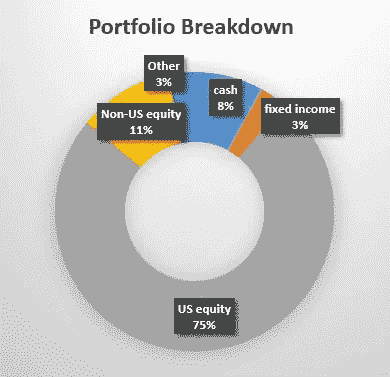 Portfolio Breakdown
Other
3%
cash
8%
Non-US equity
11%
fixed income
3%
US equity
75%